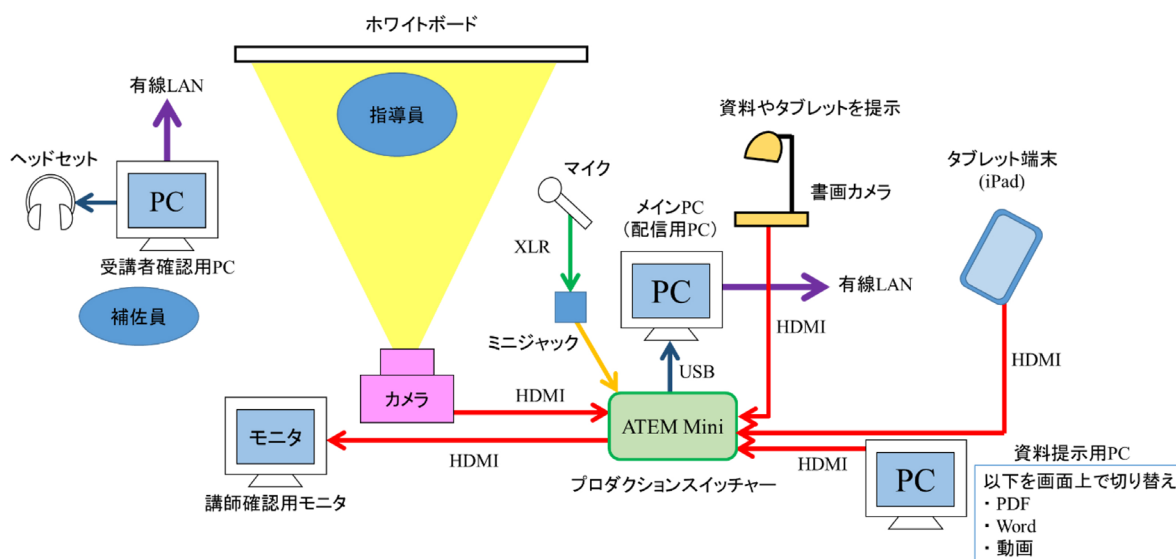 ホワイトボード
有線LAN
指導員
資料やタブレットを提示
ヘッドセット
マイク
タブレット端末
(iPad)
PC
メインPC
(配信用PC)
書画カメラ
XLR
受講者確認用PC
PC
有線LAN
補佐員
HDMI
ミニジャック
USB
HDMI
カメラ
HDMI
ATEM Mini
モニタ
HDMI
HDMI
資料提示用PC
講師確認用モニタ
プロダクションスイッチャー
PC
以下を画面上で切り替え
・PDF
・Word
・動画